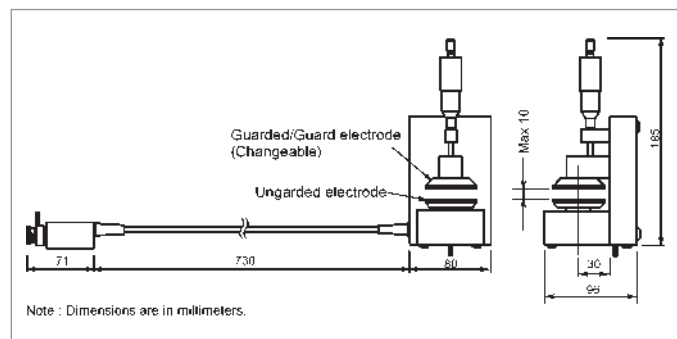 Guarded/Guard electrode
(Changeable)
Ungarded electrode
Max 10
185
71
730
80
30
96
Note : Dimensions are in millimeters.